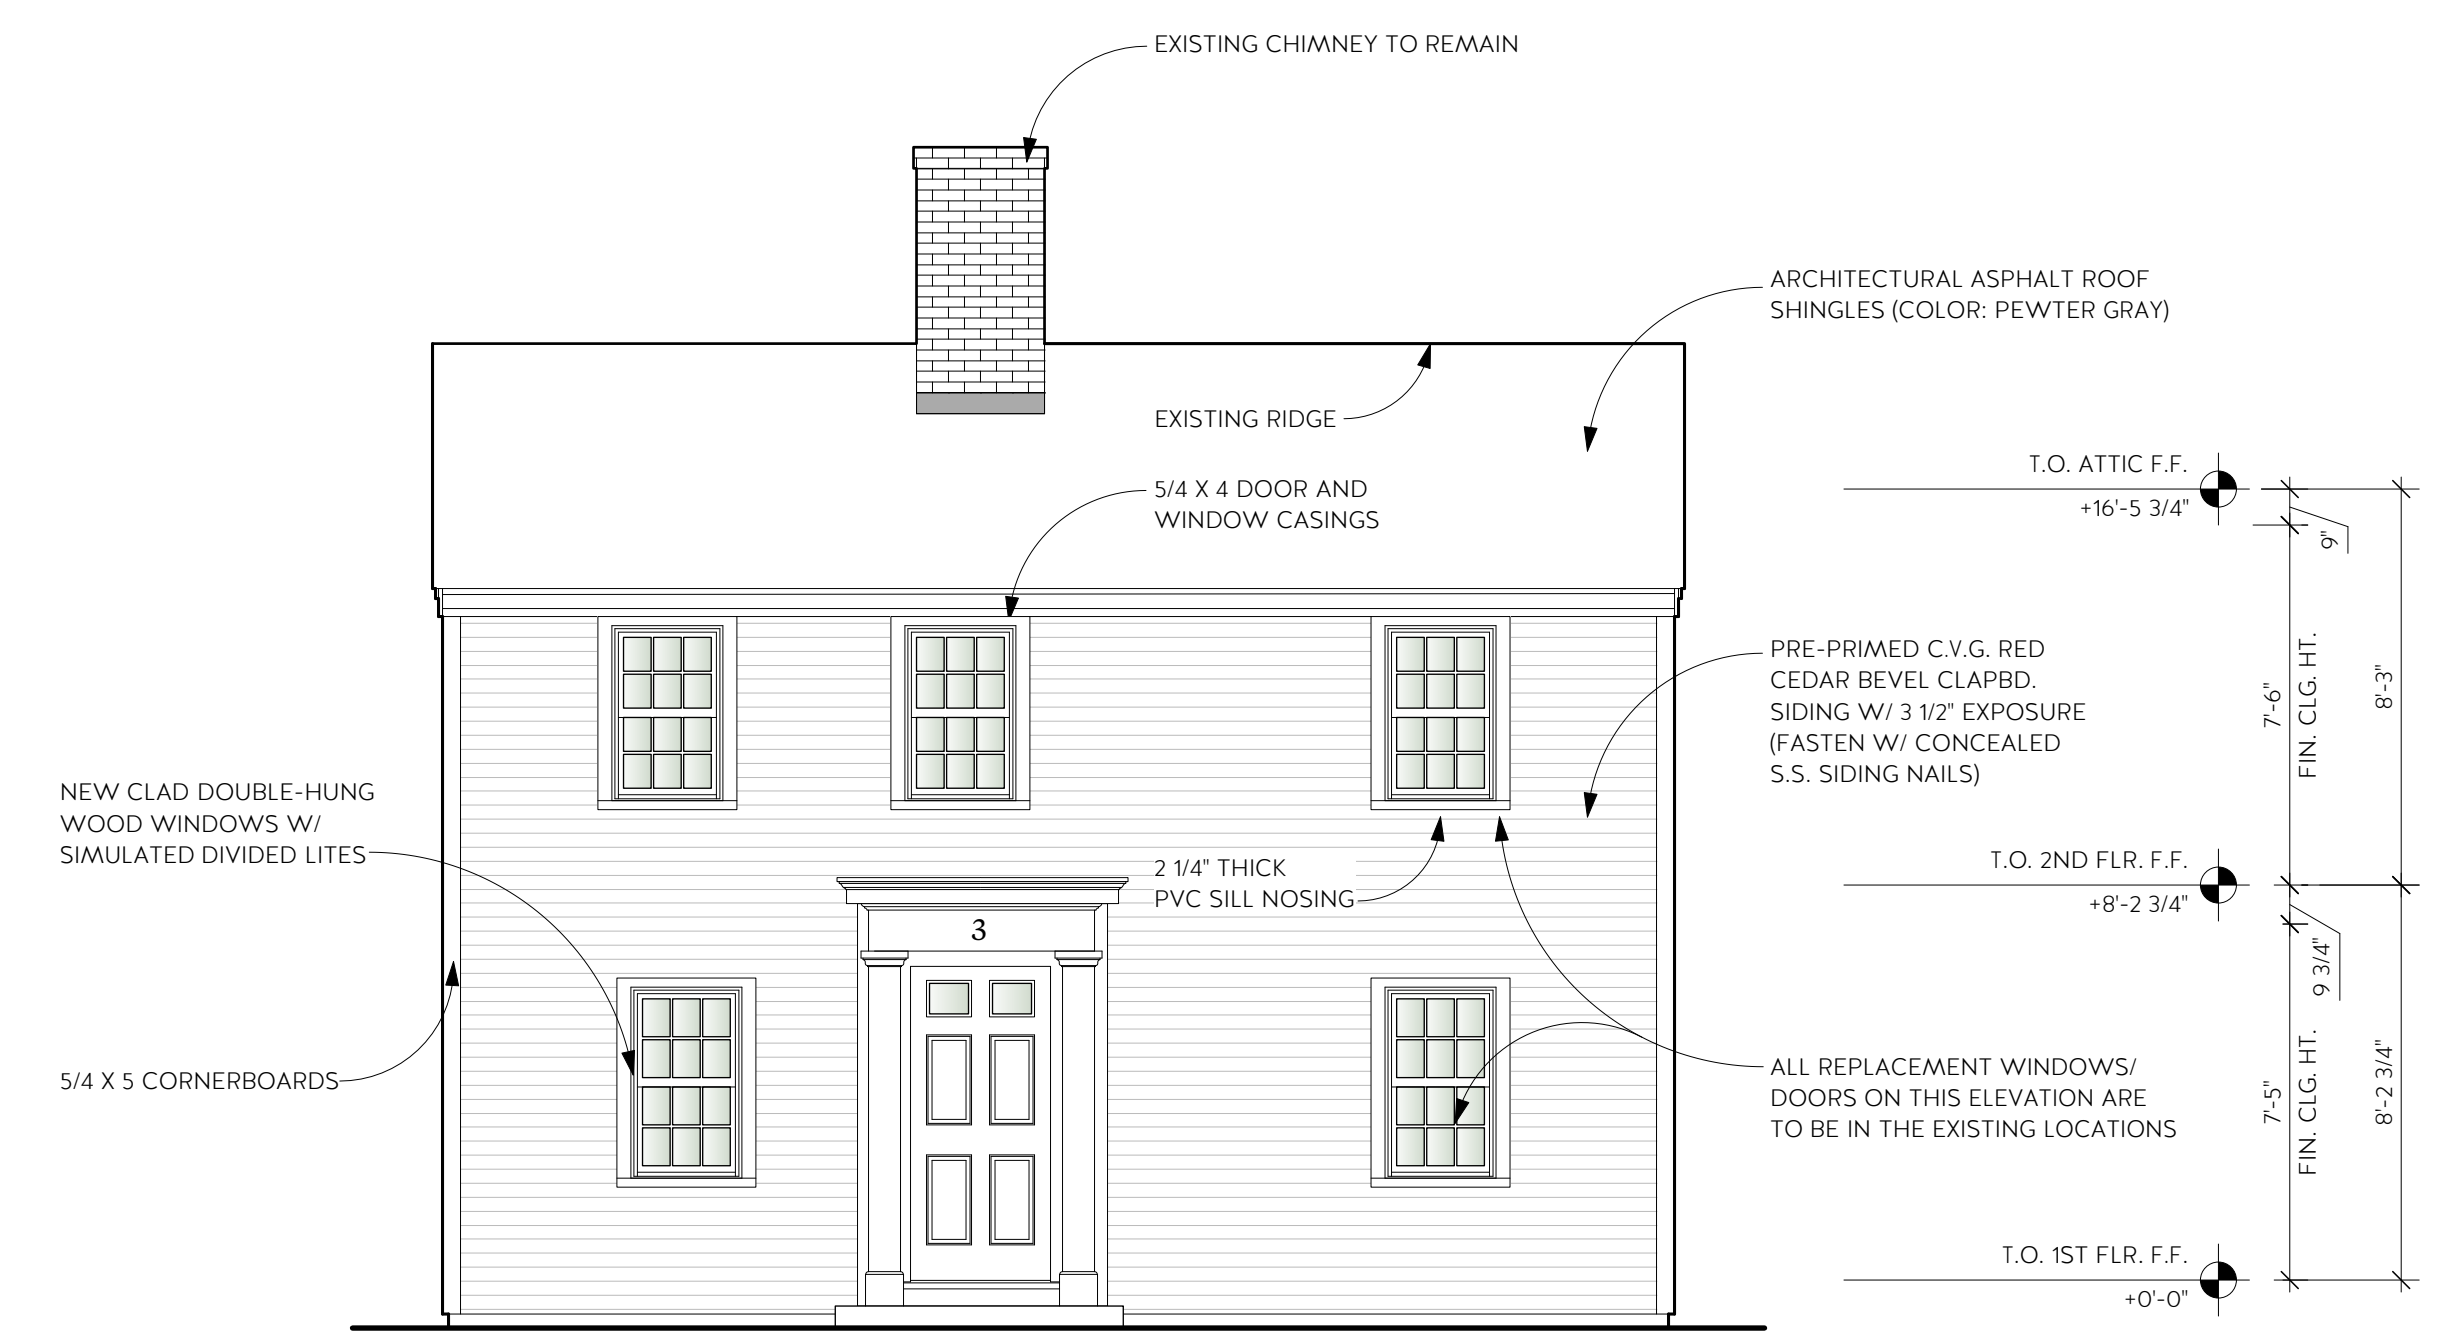 EXISTING CHIMNEY TO REMAIN
ARCHITECTURAL ASPHALT ROOF
SHINGLES (COLOR: PEWTER GRAY)
EXISTING RIDGE
5/4 X 4 DOOR AND
WINDOW CASINGS
T.O. ATTIC F.F.
+16'-5 3/4"
9"
PRE-PRIMED C.V.G. RED
CEDAR BEVEL CLAPBD.
SIDING W/ 3 1/2" EXPOSURE
(FASTEN W/ CONCEALED
S.S. SIDING NAILS)
7'-6"
FIN. CLG. HT.
8'-3"
NEW CLAD DOUBLE-HUNG
WOOD WINDOWS W/
SIMULATED DIVIDED LITES
2 1/4" THICK
PVC SILL NOSING
T.O. 2ND FLR. F.F.
+8'-2 3/4"
3
9 3/4"
5/4 X 5 CORNERBOARDS
ALL REPLACEMENT WINDOWS/
DOORS ON THIS ELEVATION ARE
TO BE IN THE EXISTING LOCATIONS
7'-5"
FIN. CLG. HT.
8'-2 3/4"
T.O. 1ST FLR. F.F.
+0'-0"